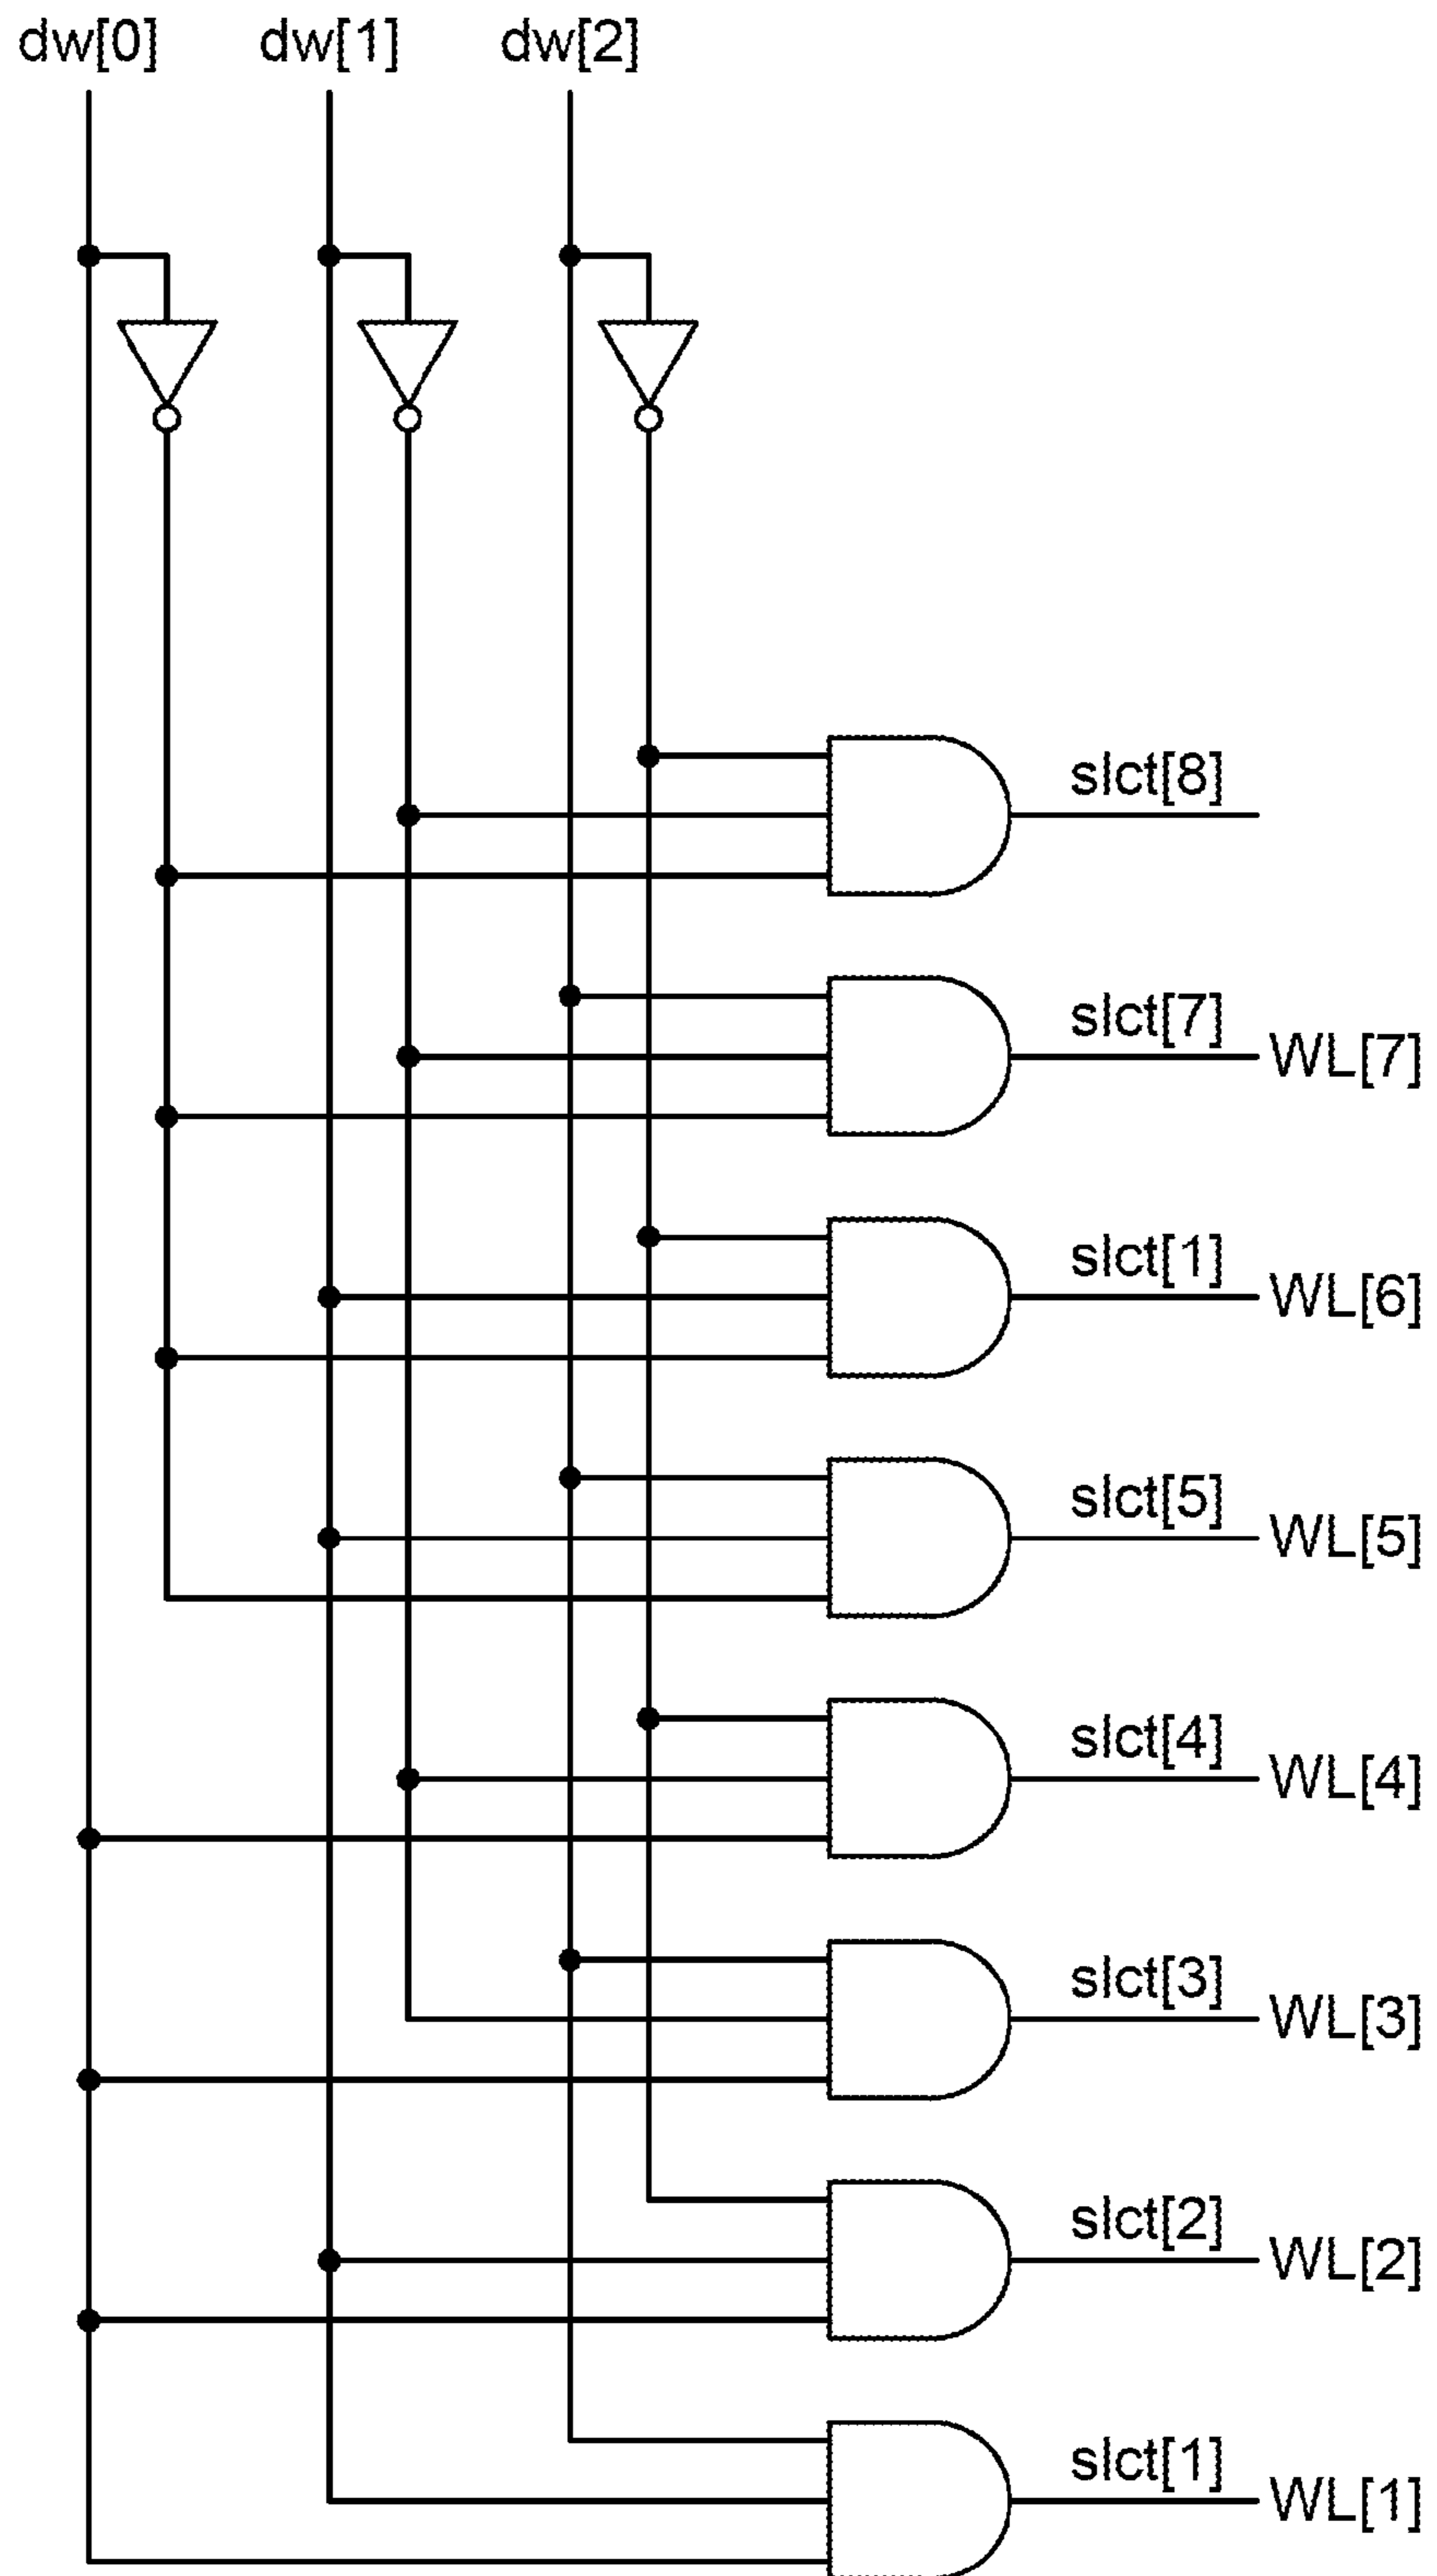 dw[0] dw[1] dw[2]
slct[8]
slct[7] WL[7]
slct[1] WL[6]
slct[5] WL[5]
slct[4] WL[4]
slct[3] WL[3]
slct[2] WL[2]
slct[1] WL[1]